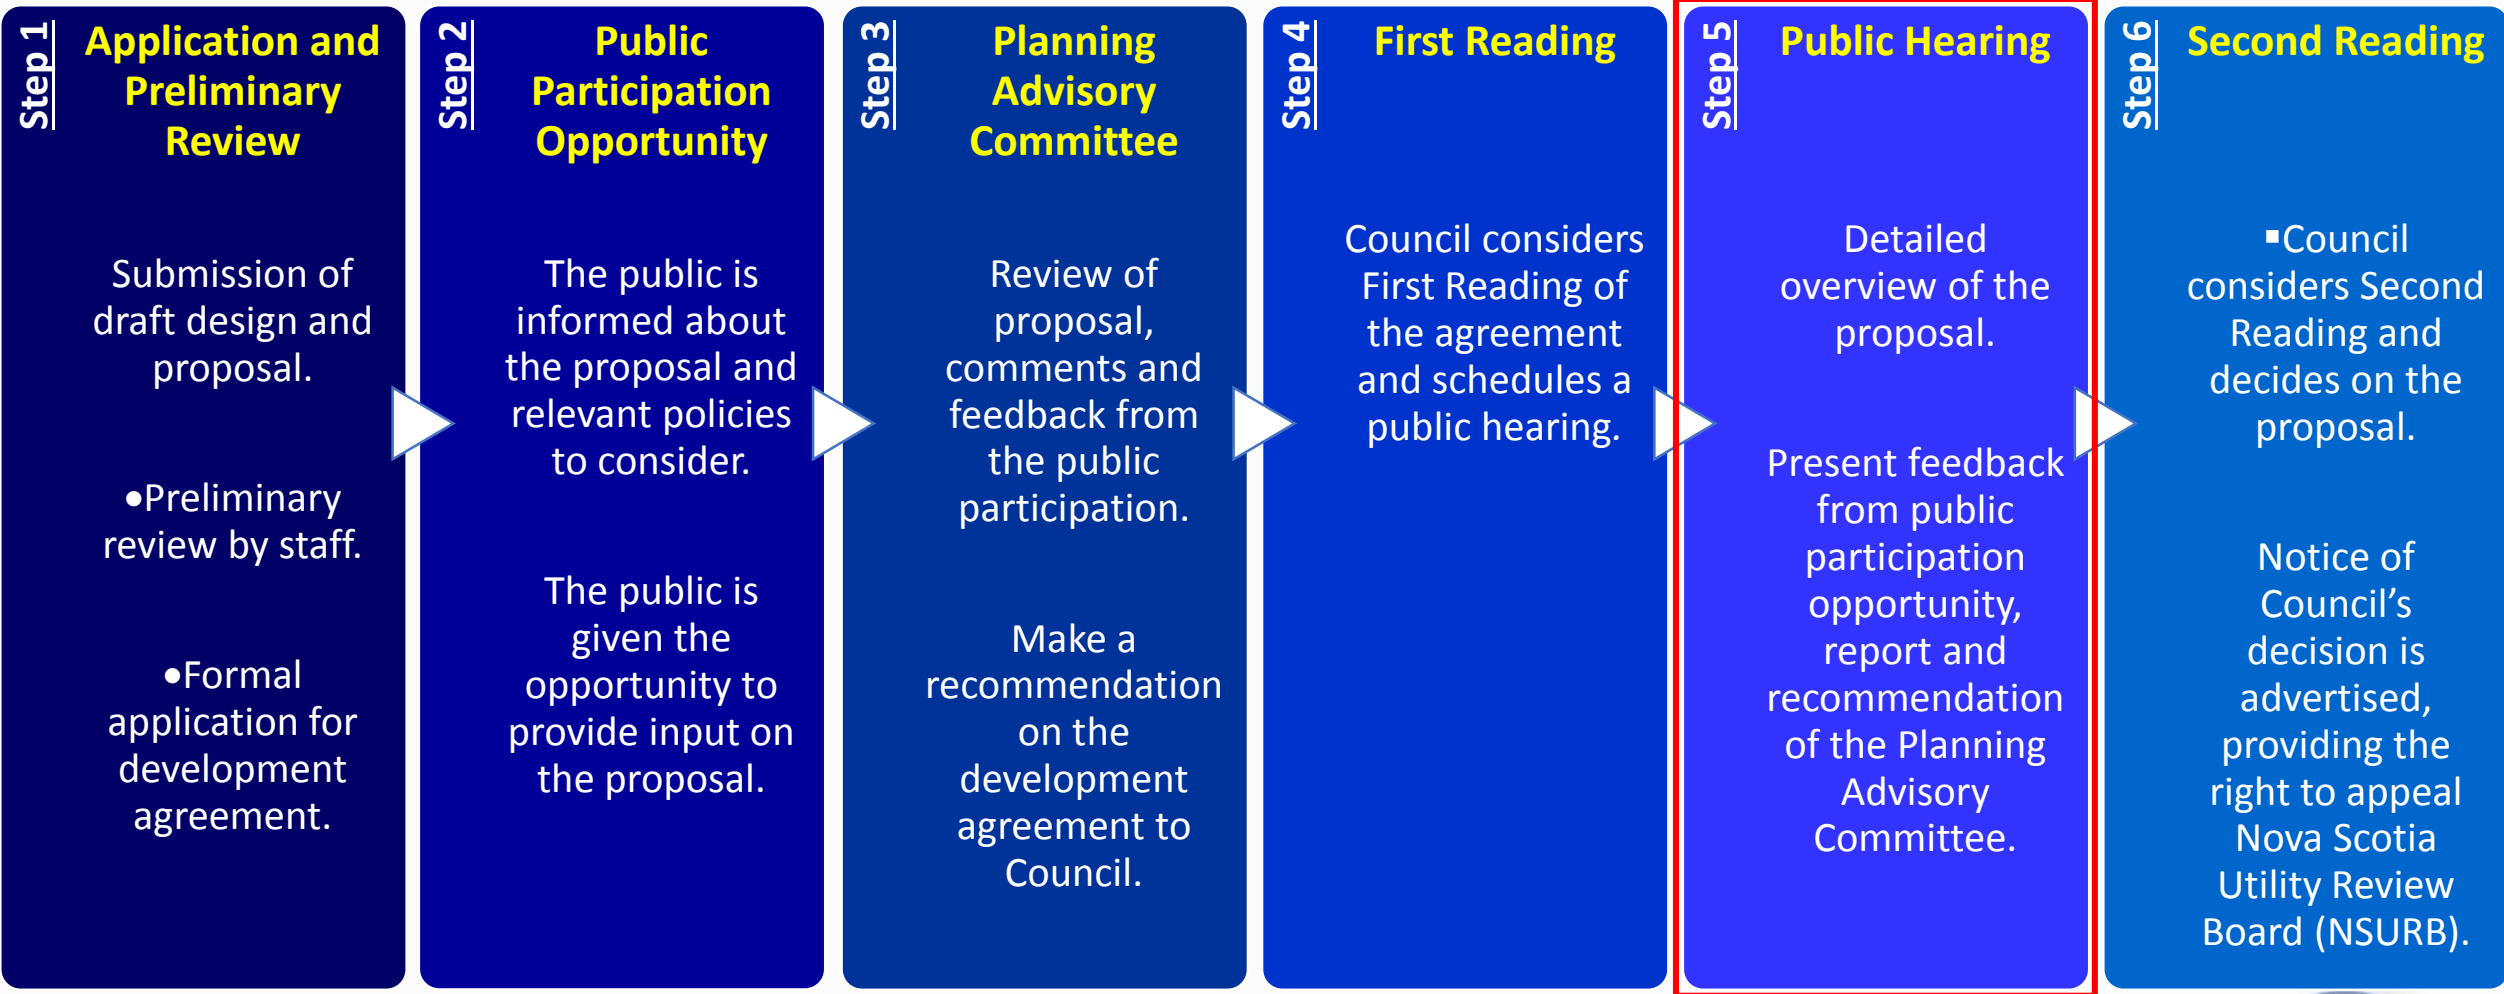 Step 1
Application and
Preliminary
Review
Submission of
draft design and
proposal.
•Preliminary
review by staff.
•Formal
application for
development
agreement.
Step 2
Public
Participation
Opportunity
The public is
informed about
the proposal and
relevant policies
to consider.
The public is
given the
opportunity to
provide input on
the proposal.
Step 3
Planning
Advisory
Committee
Review of
proposal,
comments and
feedback from
the public
participation.
Make a
recommendation
on the
development
agreement to
Council.
Step 4
First Reading
Council considers
First Reading of
the agreement
and schedules a
public hearing.
Step 5
Public Hearing
Detailed
overview of the
proposal.
Present feedback
from public
participation
opportunity,
report and
recommendation
of the Planning
Advisory
Committee.
Step 6
Second Reading
▪Council
considers Second
Reading and
decides on the
proposal.
Notice of
Council’s
decision is
advertised,
providing the
right to appeal
Nova Scotia
Utility Review
Board (NSURB).